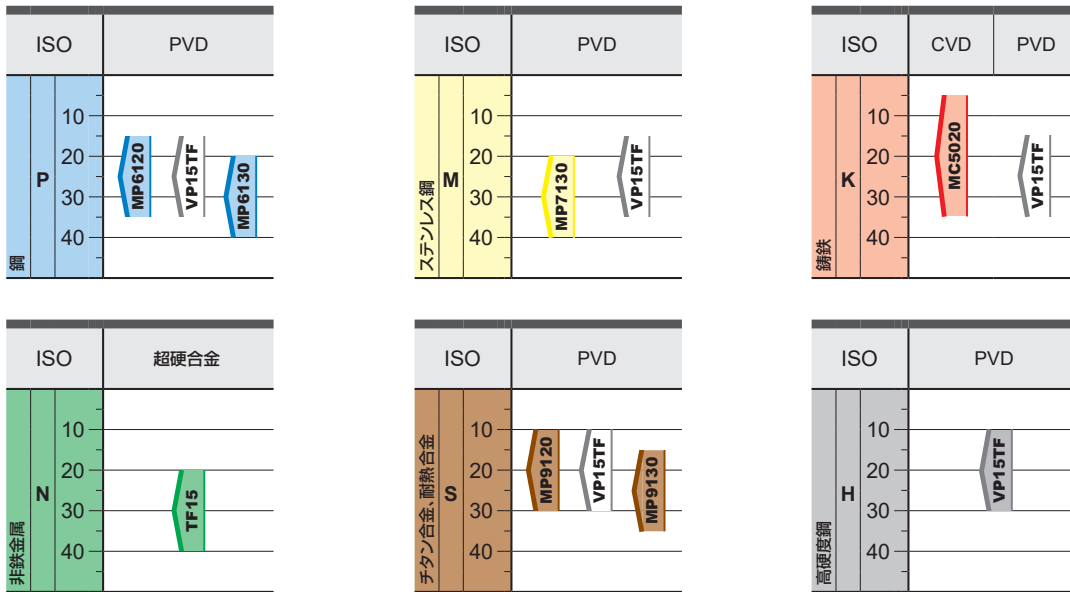 ISO PVD
鋼
P
10
20
30
40
MP6120
VP15TF
MP6130
ISO PVD
ステンレス鋼
M
10
20
30
40
MP7130
VP15TF
ISO CVD PVD
鋳鉄
K
10
20
30
40
MC5020
VP15TF
ISO 超硬合金
非鉄金属
N
10
20
30
40
TF15
ISO PVD
チタン合金、耐熱合金
S
10
20
30
40
MP9120
VP15TF
MP9130
ISO PVD
高硬度鋼
H
10
20
30
40
VP15TF